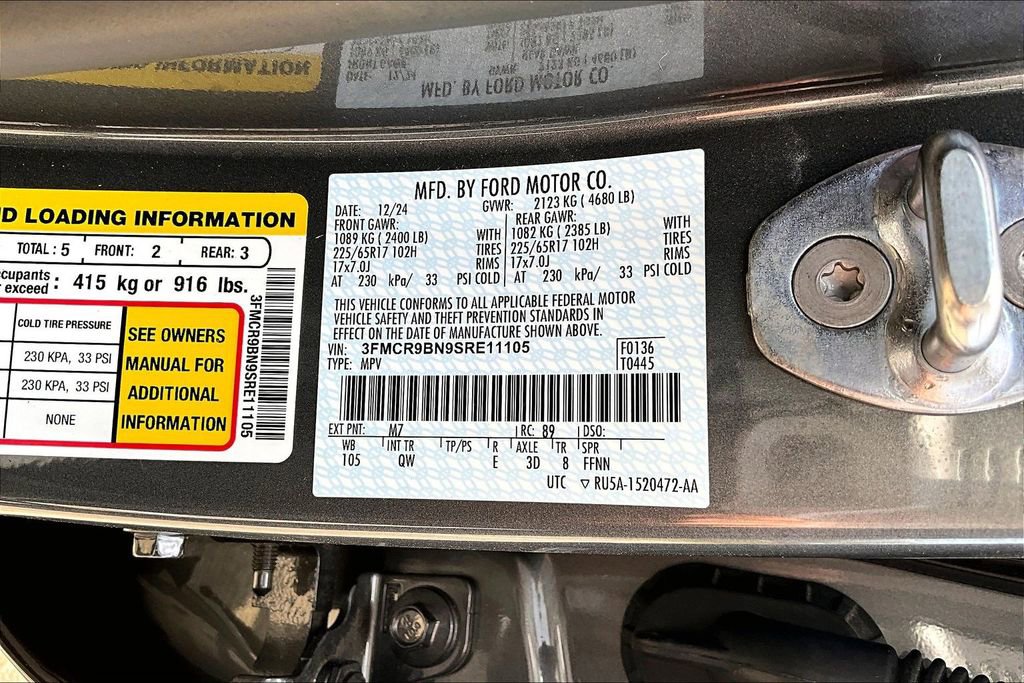 MFD. BY FORD MOTOR CO.
DATE: 12/24
GVWR: 2123 KG ( 4680 LB)
FRONT GAWR:
1089 KG ( 2400 LB) WITH
225/65R17 102H TIRES
17x7.0J RIMS
AT 230 kPa/ 33 PSI COLD
REAR GAWR:
1082 KG ( 2385 LB) WITH
225/65R17 102H TIRES
17x7.0J RIMS
AT 230 kPa/ 33 PSI COLD
THIS VEHICLE CONFORMS TO ALL APPLICABLE FEDERAL MOTOR
VEHICLE SAFETY AND THEFT PREVENTION STANDARDS IN
EFFECT ON THE DATE OF MANUFACTURE SHOWN ABOVE.
VIN: 3FMCR9BN9SRE11105
TYPE: MPV
F0136
T0445
EXT PNT: M7 RC: 89 DSO:
WB INT TR TP/PS R AXLE TR SPR
105 QW E 3D 8 FFNN
UTC ▽ RU5A-1520472-AA
LOADING INFORMATION
TOTAL : 5 FRONT: 2 REAR: 3
exceed : 415 kg or 916 lbs.
COLD TIRE PRESSURE
230 KPA, 33 PSI
230 KPA, 33 PSI
NONE
SEE OWNERS
MANUAL FOR
ADDITIONAL
INFORMATION
3FMCR9BN9SRE11105
INFORMATION
MFD. BY FORD MOTOR CO.
DATE: 12/24